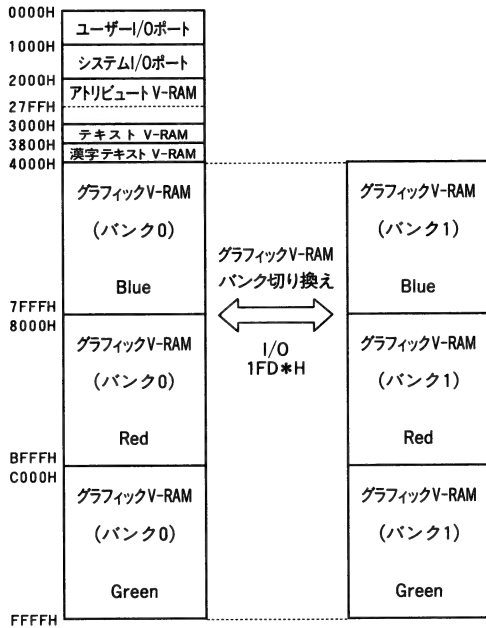 0000H
ユーザーI/Oポート
1000H
システムI/Oポート
2000H
アトリビュート V-RAM
27FFH
3000H
テキスト V-RAM
3800H
漢字テキスト V-RAM
4000H
グラフィックV-RAM
(バンク0)
Blue
7FFFH
8000H
グラフィックV-RAM
(バンク0)
Red
BFFFH
C000H
グラフィックV-RAM
(バンク0)
Green
FFFFH
グラフィックV-RAM
バンク切り換え
I/O
1FD*H
グラフィックV-RAM
(バンク1)
Blue
グラフィックV-RAM
(バンク1)
Red
グラフィックV-RAM
(バンク1)
Green